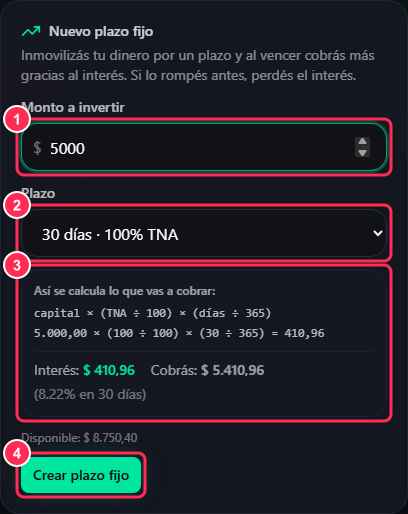 Nuevo plazo fijo
Inmovilizás tu dinero por un plazo y al vencer cobrás más
gracias al interés. Si lo rompés antes, perdés el interés.
Monto a invertir
1
$ 5000
Plazo
2
30 días · 100% TNA
3
Así se calcula lo que vas a cobrar:
capital × (TNA ÷ 100) × (días ÷ 365)
5.000,00 × (100 ÷ 100) × (30 ÷ 365) = 410,96
Interés: $ 410,96 Cobrás: $ 5.410,96
(8.22% en 30 días)
Disponible: $ 8.750,40
4
Crear plazo fijo